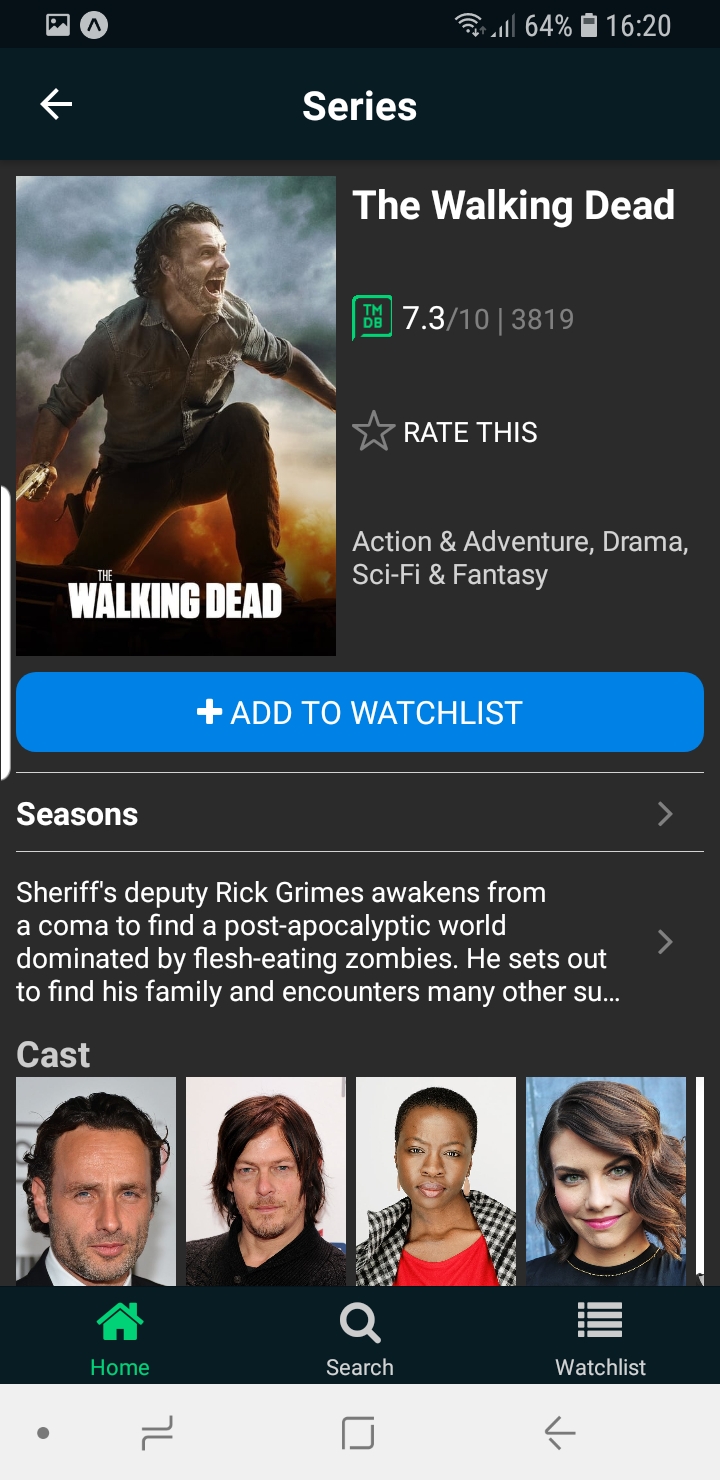 64% 16:20
Series
The Walking Dead
TM
DB
7.3/10 | 3819
RATE THIS
Action & Adventure, Drama,
Sci-Fi & Fantasy
THE
WALKING DEAD
ADD TO WATCHLIST
Seasons
Sheriff's deputy Rick Grimes awakens from
a coma to find a post-apocalyptic world
dominated by flesh-eating zombies. He sets out
to find his family and encounters many other su...
Cast
Home
Search
Watchlist